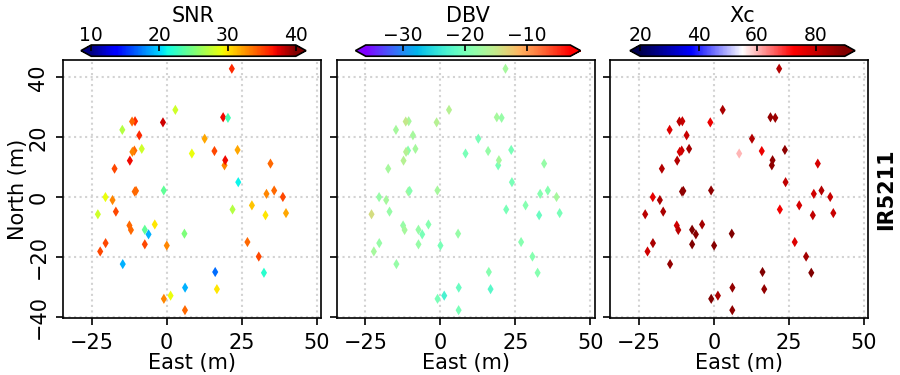 SNR DBV Xc
10 20 30 40 −30 −20 −10 20 40 60 80
40
20
0
−20
−40
North (m)
−25 0 25 50 −25 0 25 50 −25 0 25 50
East (m) East (m) East (m)
IR5211